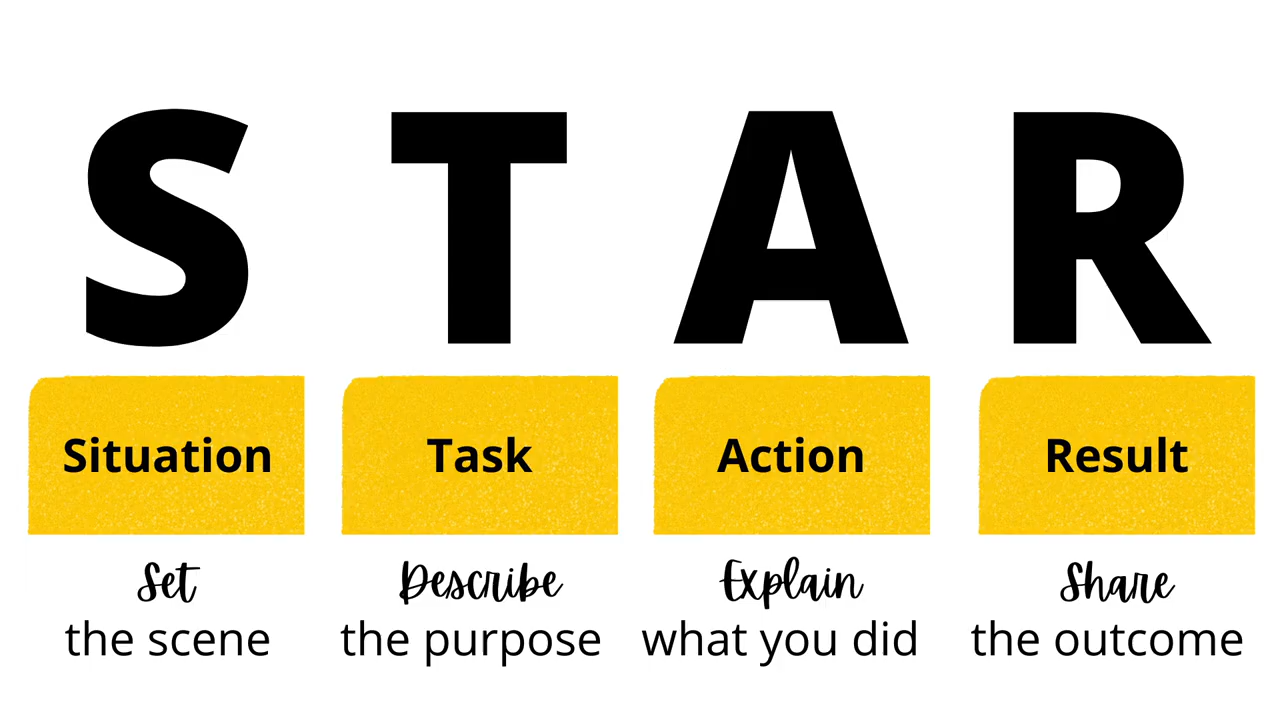 S T A R
Situation Task Action Result
Set Describe Explain Share
the scene the purpose what you did the outcome